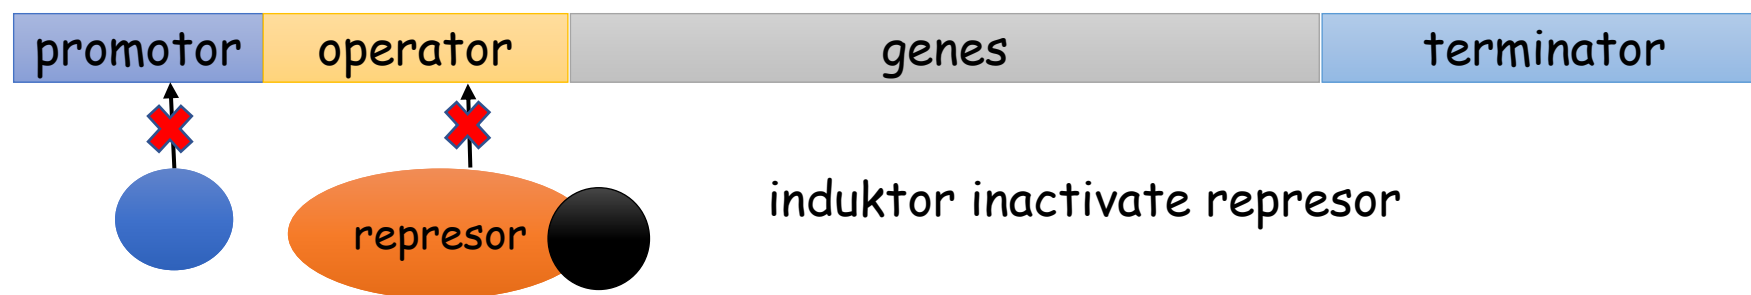 promotor operator genes terminator
induktor inactivate represor
represor